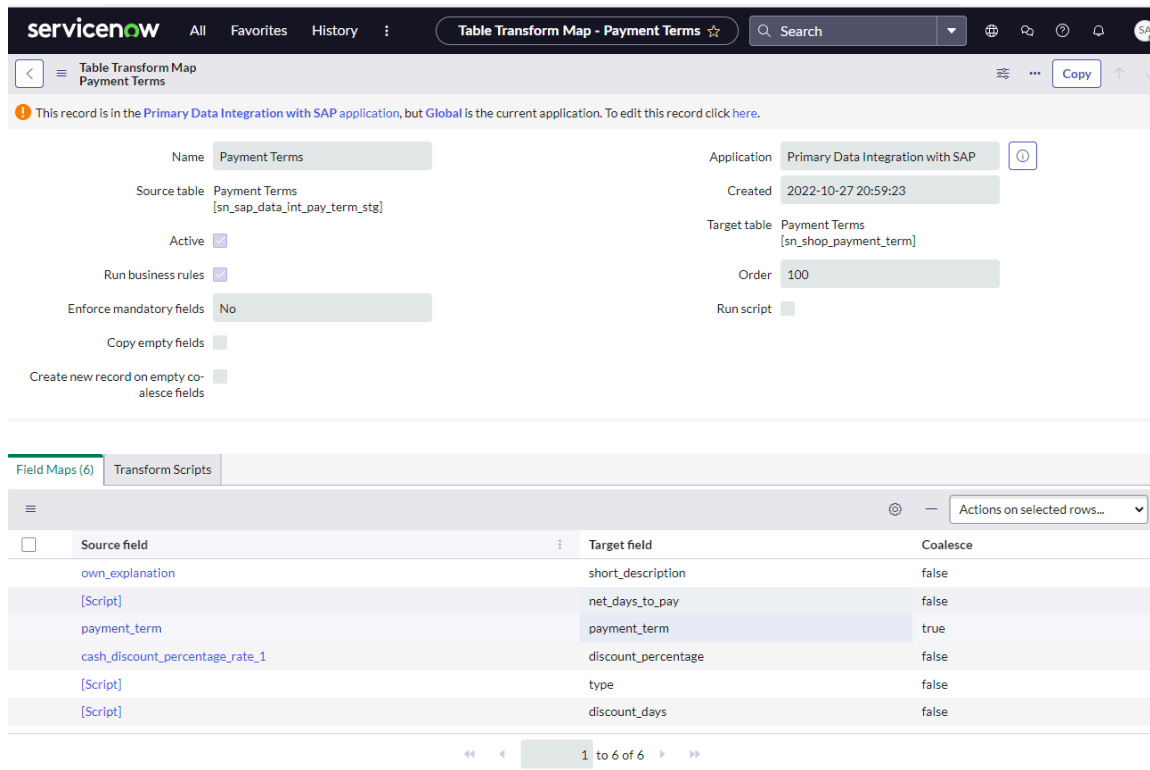 servicenow All Favorites History Table Transform Map - Payment Terms Search SA
Table Transform Map
Payment Terms
Copy
This record is in the Primary Data Integration with SAP application, but Global is the current application. To edit this record click here.
Name Payment Terms Application Primary Data Integration with SAP
Source table Payment Terms Created 2022-10-27 20:59:23
[sn_sap_data_int_pay_term_stg]
Target table Payment Terms
[sn_shop_payment_term]
Active
Run business rules Order 100
Enforce mandatory fields No Run script
Copy empty fields
Create new record on empty co-
alesce fields
Field Maps (6) Transform Scripts
Actions on selected rows...
Source field Target field Coalesce
own_explanation short_description false
[Script] net_days_to_pay false
payment_term payment_term true
cash_discount_percentage_rate_1 discount_percentage false
[Script] type false
[Script] discount_days false
1 to 6 of 6